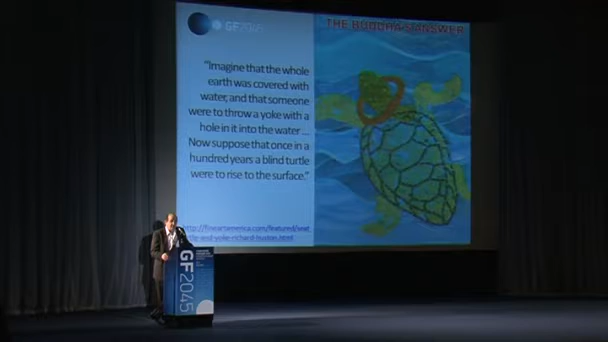 GF2045
THE BUDDHA'S ANSWER
"Imagine that the whole
earth was covered with
water, and that someone
were to throw a yoke with a
hole in it into the water ...
Now suppose that once in a
hundred years a blind turtle
were to rise to the surface."
GF2045